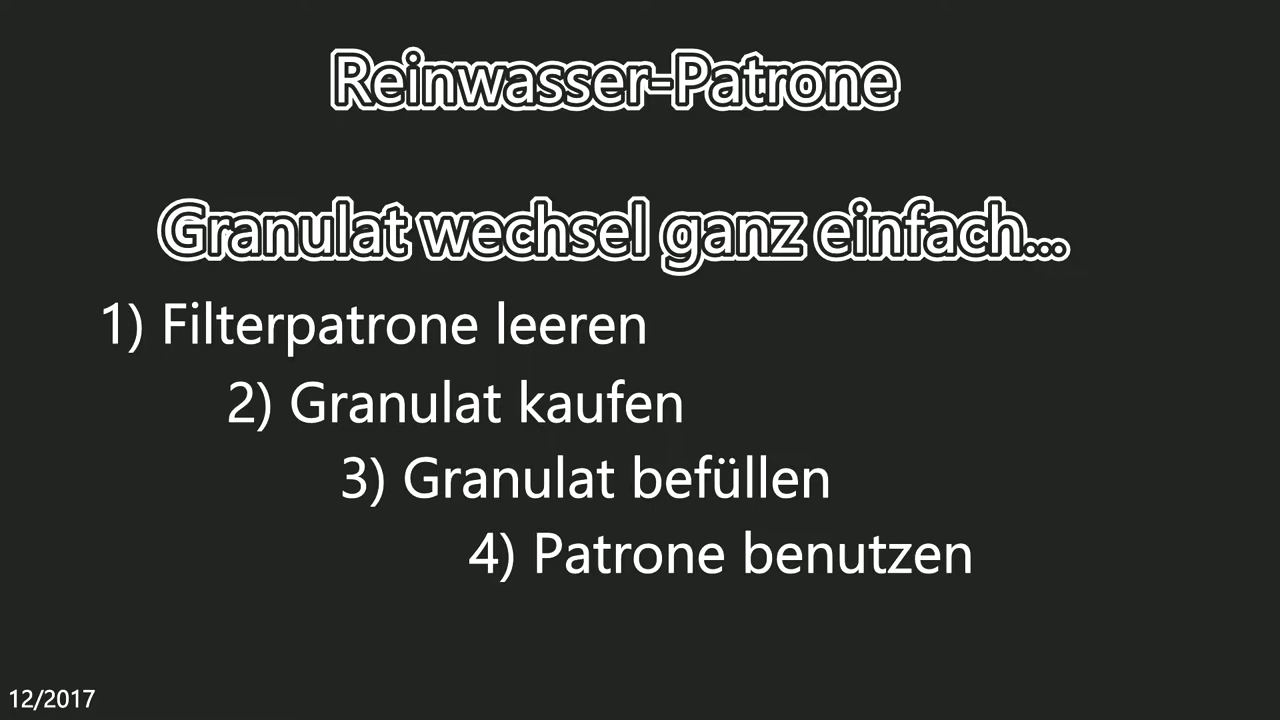 Reinwasser-Patrone
Granulat wechsel ganz einfach...
1) Filterpatrone leeren
2) Granulat kaufen
3) Granulat befüllen
4) Patrone benutzen
12/2017